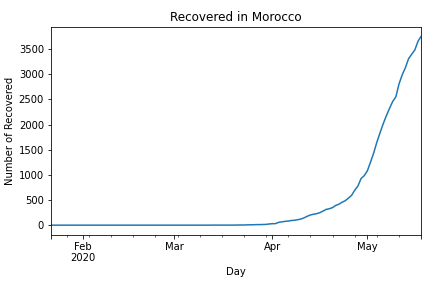 Recovered in Morocco
Number of Recovered
3500
3000
2500
2000
1500
1000
500
0
Feb
2020
Mar
Apr
May
Day